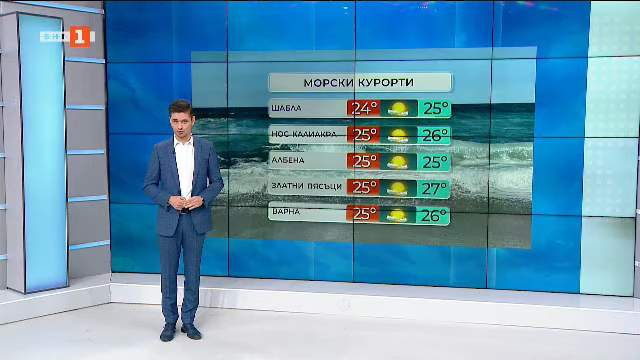 БНТ 1
МОРСКИ КУРОРТИ
ШАБЛА 24° 25°
НОС КАЛИАКРА 25° 26°
АЛБЕНА 25° 25°
ЗЛАТНИ ПЯСЪЦИ 25° 27°
ВАРНА 25° 26°